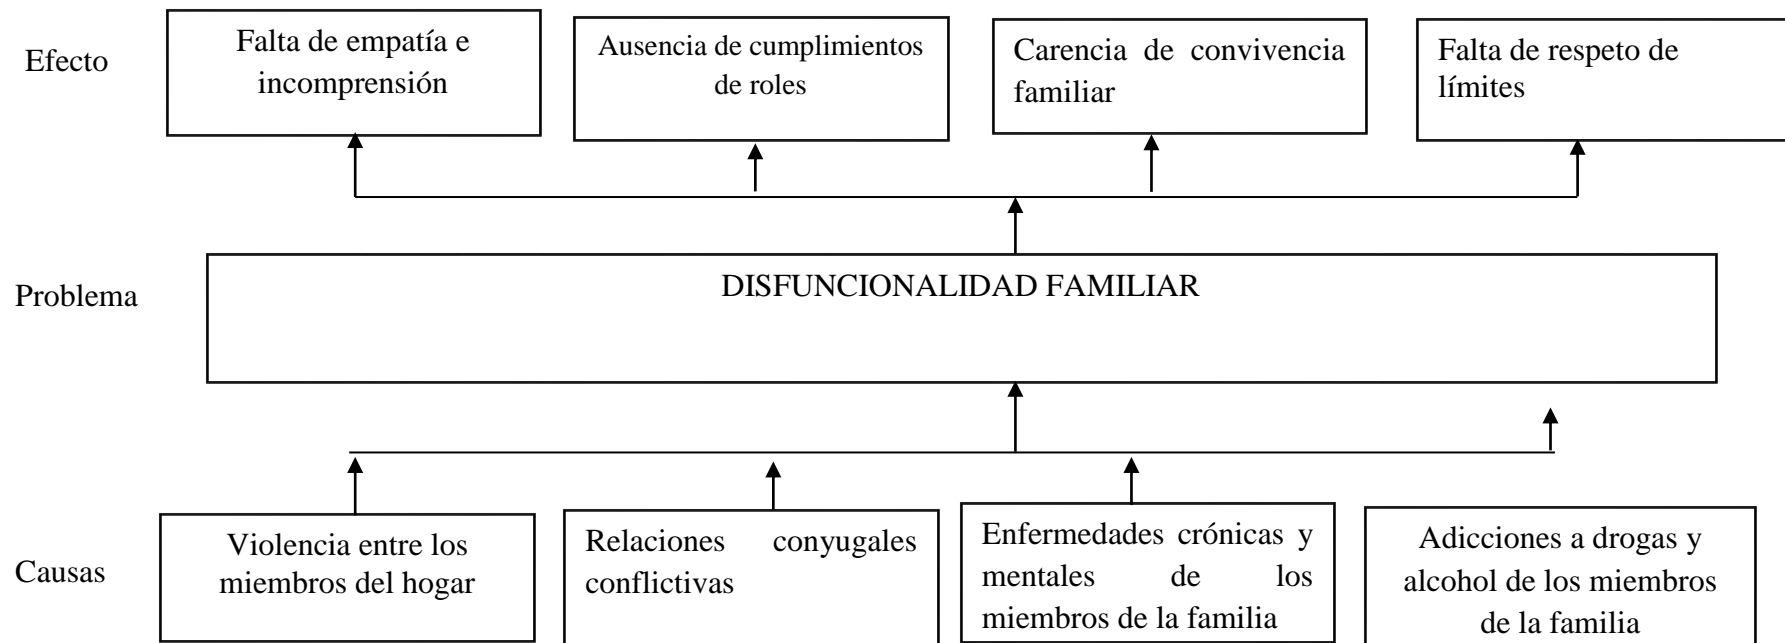 Efecto
Falta de empatía e
incomprensión
Ausencia de cumplimientos
de roles
Carencia de convivencia
familiar
Falta de respeto de
límites
Problema
DISFUNCIONALIDAD FAMILIAR
Causas
Violencia entre los
miembros del hogar
Relaciones conyugales
conflictivas
Enfermedades crónicas y
mentales de los
miembros de la familia
Adicciones a drogas y
alcohol de los miembros
de la familia